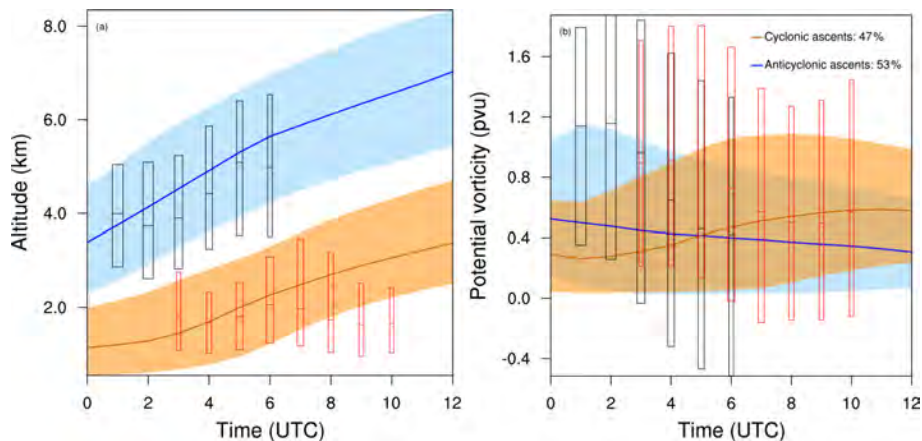 (a)
8.0
6.0
4.0
2.0
Altitude (km)
0 2 4 6 8 10 12
Time (UTC)
(b)
Cyclonic ascents: 47%
Anticyclonic ascents: 53%
1.6
1.2
0.8
0.4
0.0
-0.4
Potential vorticity (pvu)
0 2 4 6 8 10 12
Time (UTC)